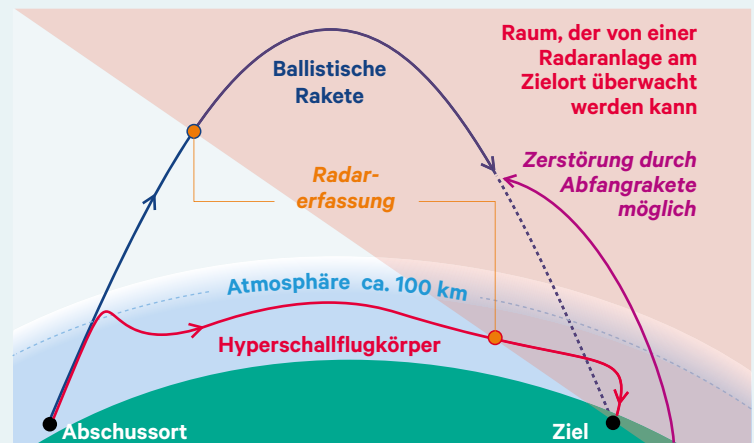 Raum, der von einer
Radaranlage am
Zielort überwacht
werden kann
Ballistische
Rakete
Zerstörung durch
Abfangrakete
möglich
Radar-
erfassung
Atmosphäre ca. 100 km
Hyperschallflugkörper
Abschussort
Ziel